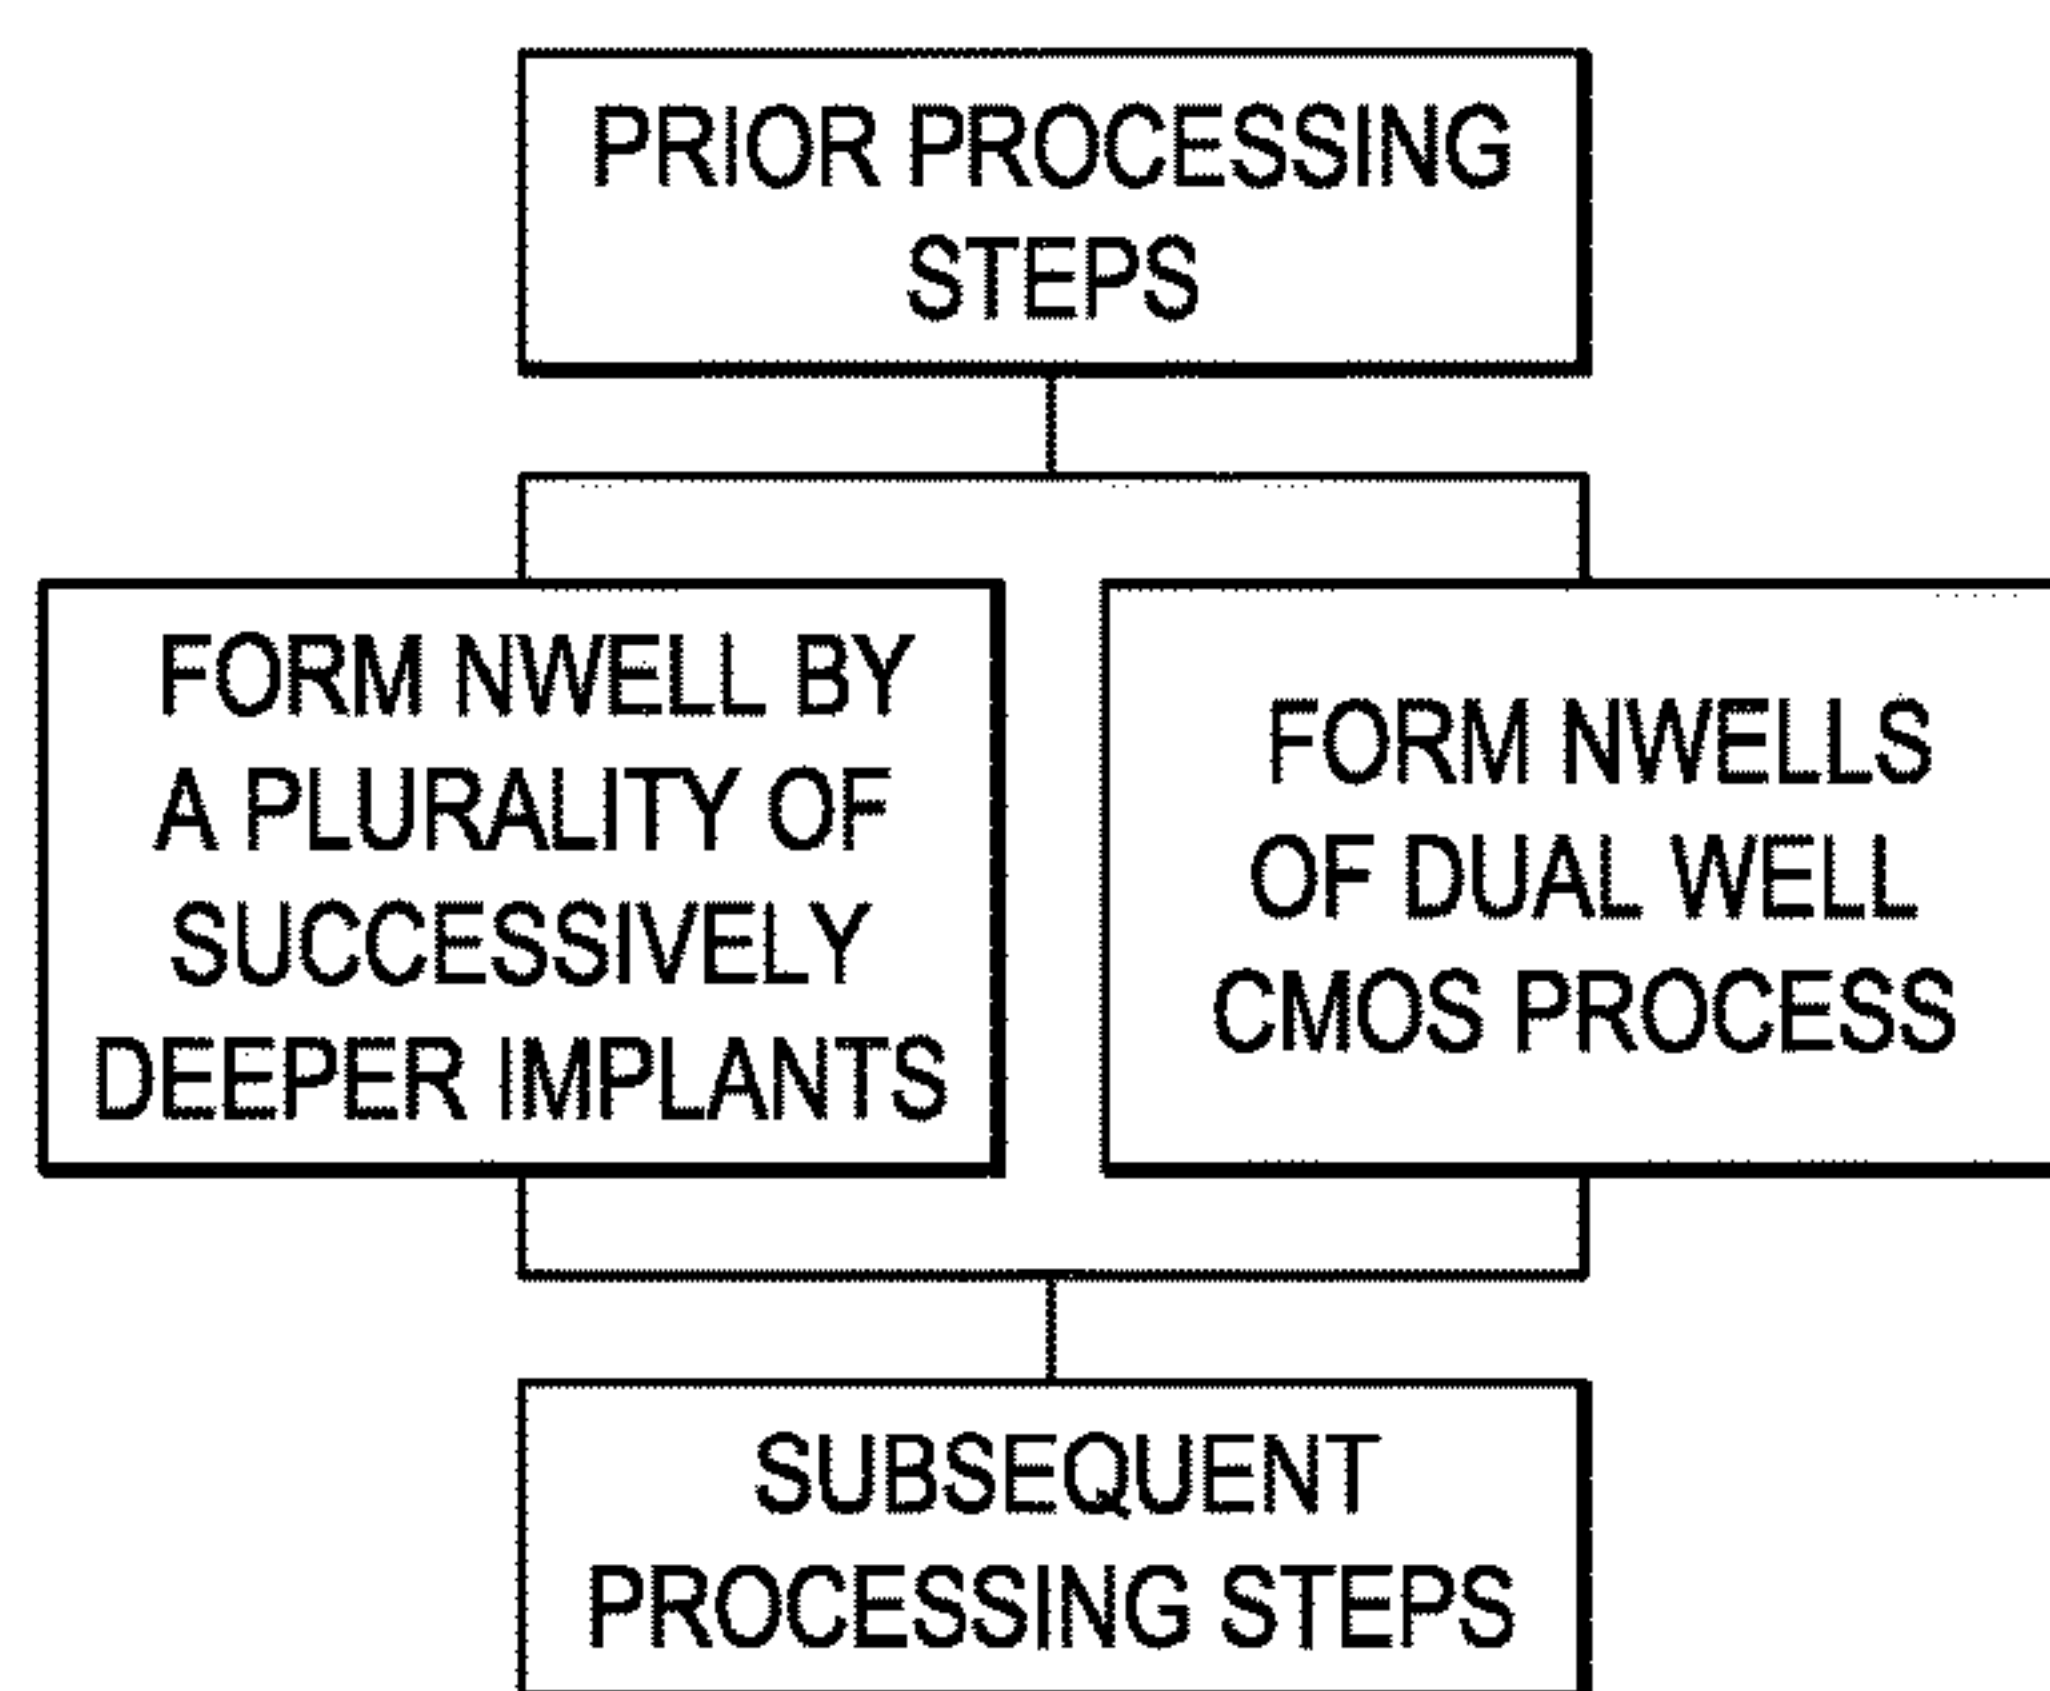 PRIOR PROCESSING
STEPS
FORM NWELL BY
A PLURALITY OF
SUCCESSIVELY
DEEPER IMPLANTS
FORM NWELLS
OF DUAL WELL
CMOS PROCESS
SUBSEQUENT
PROCESSING STEPS